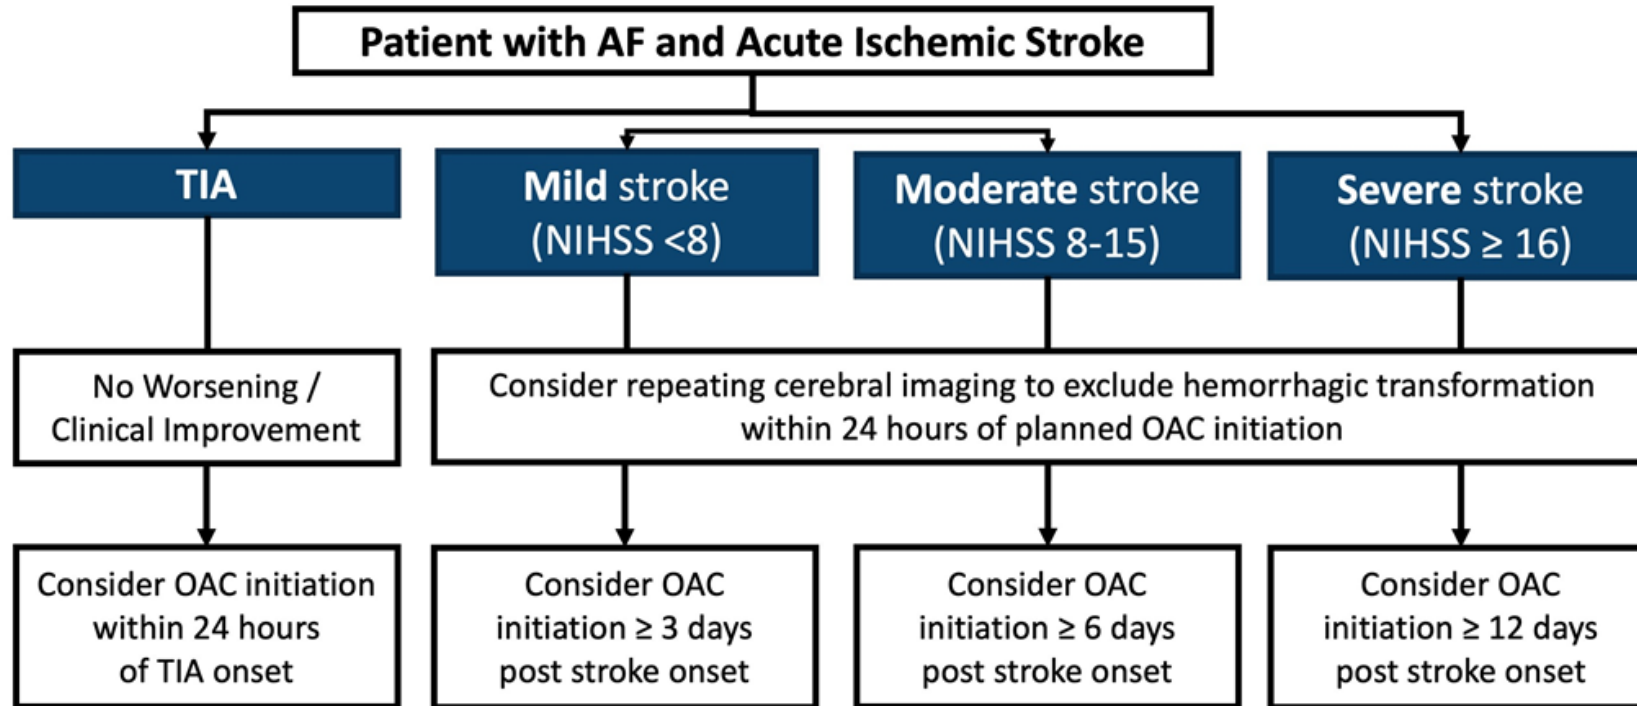 Patient with AF and Acute Ischemic Stroke
TIA
Mild stroke
(NIHSS <8)
Moderate stroke
(NIHSS 8-15)
Severe stroke
(NIHSS ≥ 16)
No Worsening /
Clinical Improvement
Consider repeating cerebral imaging to exclude hemorrhagic transformation
within 24 hours of planned OAC initiation
Consider OAC initiation
within 24 hours
of TIA onset
Consider OAC
initiation ≥ 3 days
post stroke onset
Consider OAC
initiation ≥ 6 days
post stroke onset
Consider OAC
initiation ≥ 12 days
post stroke onset